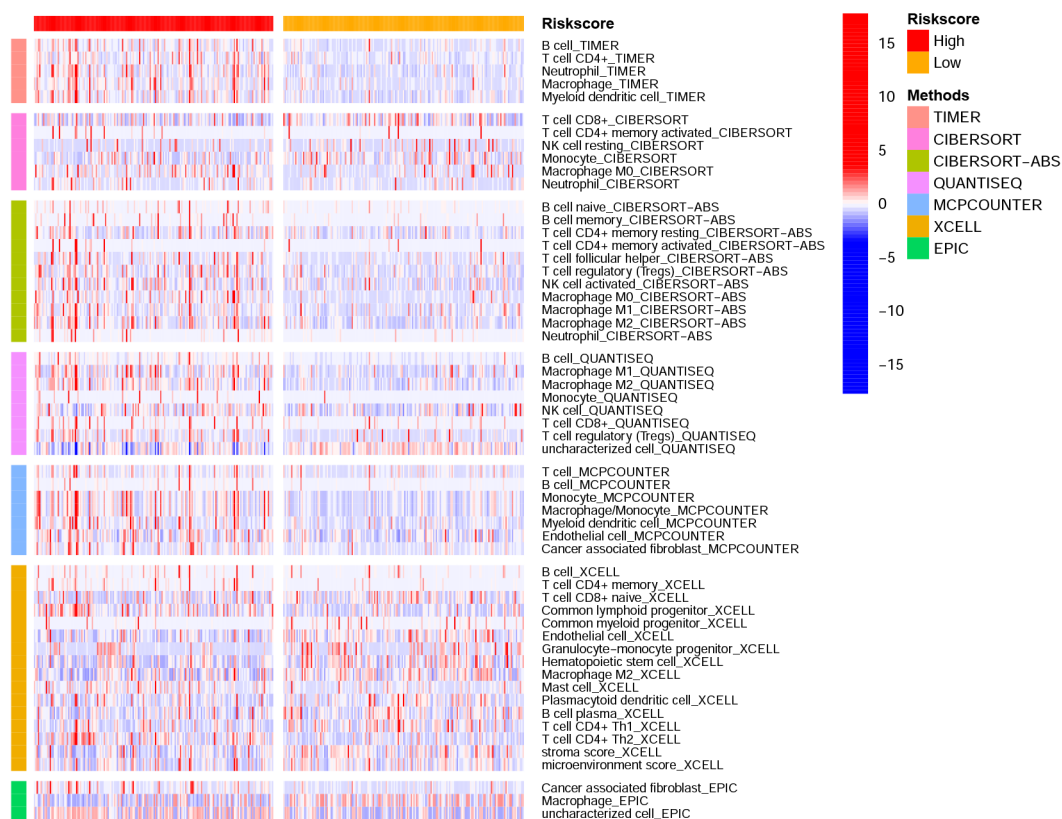 Riskscore
B cell_TIMER
T cell CD4+_TIMER
Neutrophil_TIMER
Macrophage_TIMER
Myeloid dendritic cell_TIMER
T cell CD8+_CIBERSORT
T cell CD4+ memory activated_CIBERSORT
NK cell resting_CIBERSORT
Monocyte_CIBERSORT
Macrophage M0_CIBERSORT
Neutrophil_CIBERSORT
B cell naive_CIBERSORT-ABS
B cell memory_CIBERSORT-ABS
T cell CD4+ memory resting_CIBERSORT-ABS
T cell CD4+ memory activated_CIBERSORT-ABS
T cell follicular helper_CIBERSORT-ABS
T cell regulatory (Tregs)_CIBERSORT-ABS
NK cell activated_CIBERSORT-ABS
Macrophage M0_CIBERSORT-ABS
Macrophage M1_CIBERSORT-ABS
Macrophage M2_CIBERSORT-ABS
Neutrophil_CIBERSORT-ABS
B cell_QUANTISEQ
Macrophage M1_QUANTISEQ
Macrophage M2_QUANTISEQ
Monocyte_QUANTISEQ
NK cell_QUANTISEQ
T cell CD8+_QUANTISEQ
T cell regulatory (Tregs)_QUANTISEQ
uncharacterized cell_QUANTISEQ
T cell_MCPCOUNTER
B cell_MCPCOUNTER
Monocyte_MCPCOUNTER
Macrophage/Monocyte_MCPCOUNTER
Myeloid dendritic cell_MCPCOUNTER
Endothelial cell_MCPCOUNTER
Cancer associated fibroblast_MCPCOUNTER
B cell_XCELL
T cell CD4+ memory_XCELL
T cell CD8+ naive_XCELL
Common lymphoid progenitor_XCELL
Common myeloid progenitor_XCELL
Endothelial cell_XCELL
Granulocyte-monocyte progenitor_XCELL
Hematopoietic stem cell_XCELL
Macrophage M2_XCELL
Mast cell_XCELL
Plasmacytoid dendritic cell_XCELL
B cell plasma_XCELL
T cell CD4+ Th1_XCELL
T cell CD4+ Th2_XCELL
stroma score_XCELL
microenvironment score_XCELL
Cancer associated fibroblast_EPIC
Macrophage_EPIC
uncharacterized cell_EPIC
15
10
5
0
-5
-10
-15
Riskscore
High
Low
Methods
TIMER
CIBERSORT
CIBERSORT-ABS
QUANTISEQ
MCPCOUNTER
XCELL
EPIC